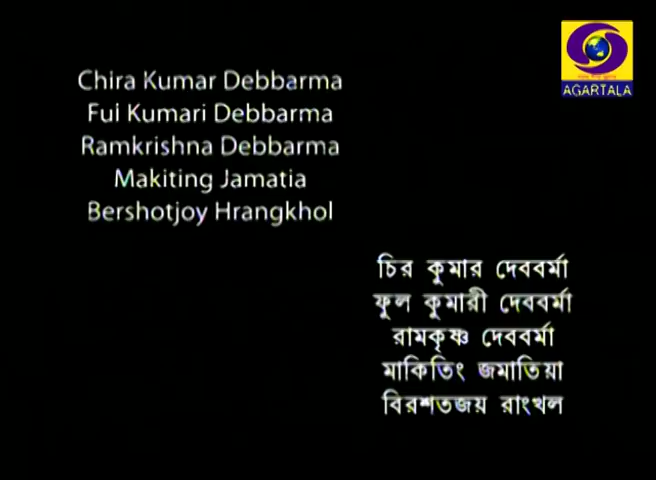 AGARTALA
Chira Kumar Debbarma
Ful Kumari Debbarma
Ramkrishna Debbarma
Makiting Jamatia
Bershotjoy Hrangkhol
চির কুমার দেববর্মা
ফুল কুমারী দেববর্মা
রামকৃষ্ণ দেববর্মা
মাকিতিং জমাতিয়া
বিরশতজয় রাংখল